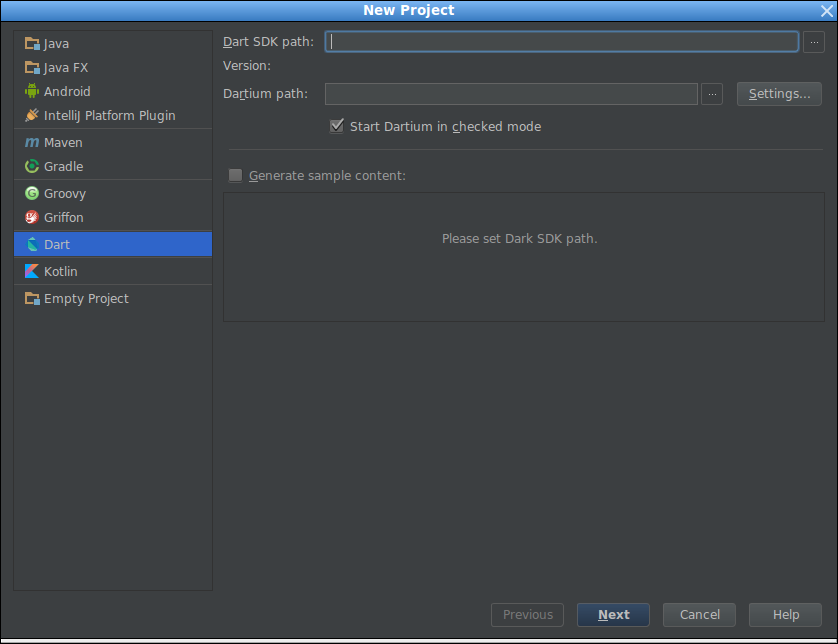 New Project
Java
Java FX
Android
IntelliJ Platform Plugin
Maven
Gradle
Groovy
Griffon
Dart
Kotlin
Empty Project
Dart SDK path:
...
Version:
Dartium path:
...
Settings...
Start Dartium in checked mode
Generate sample content:
Please set Dark SDK path.
Previous
Next
Cancel
Help